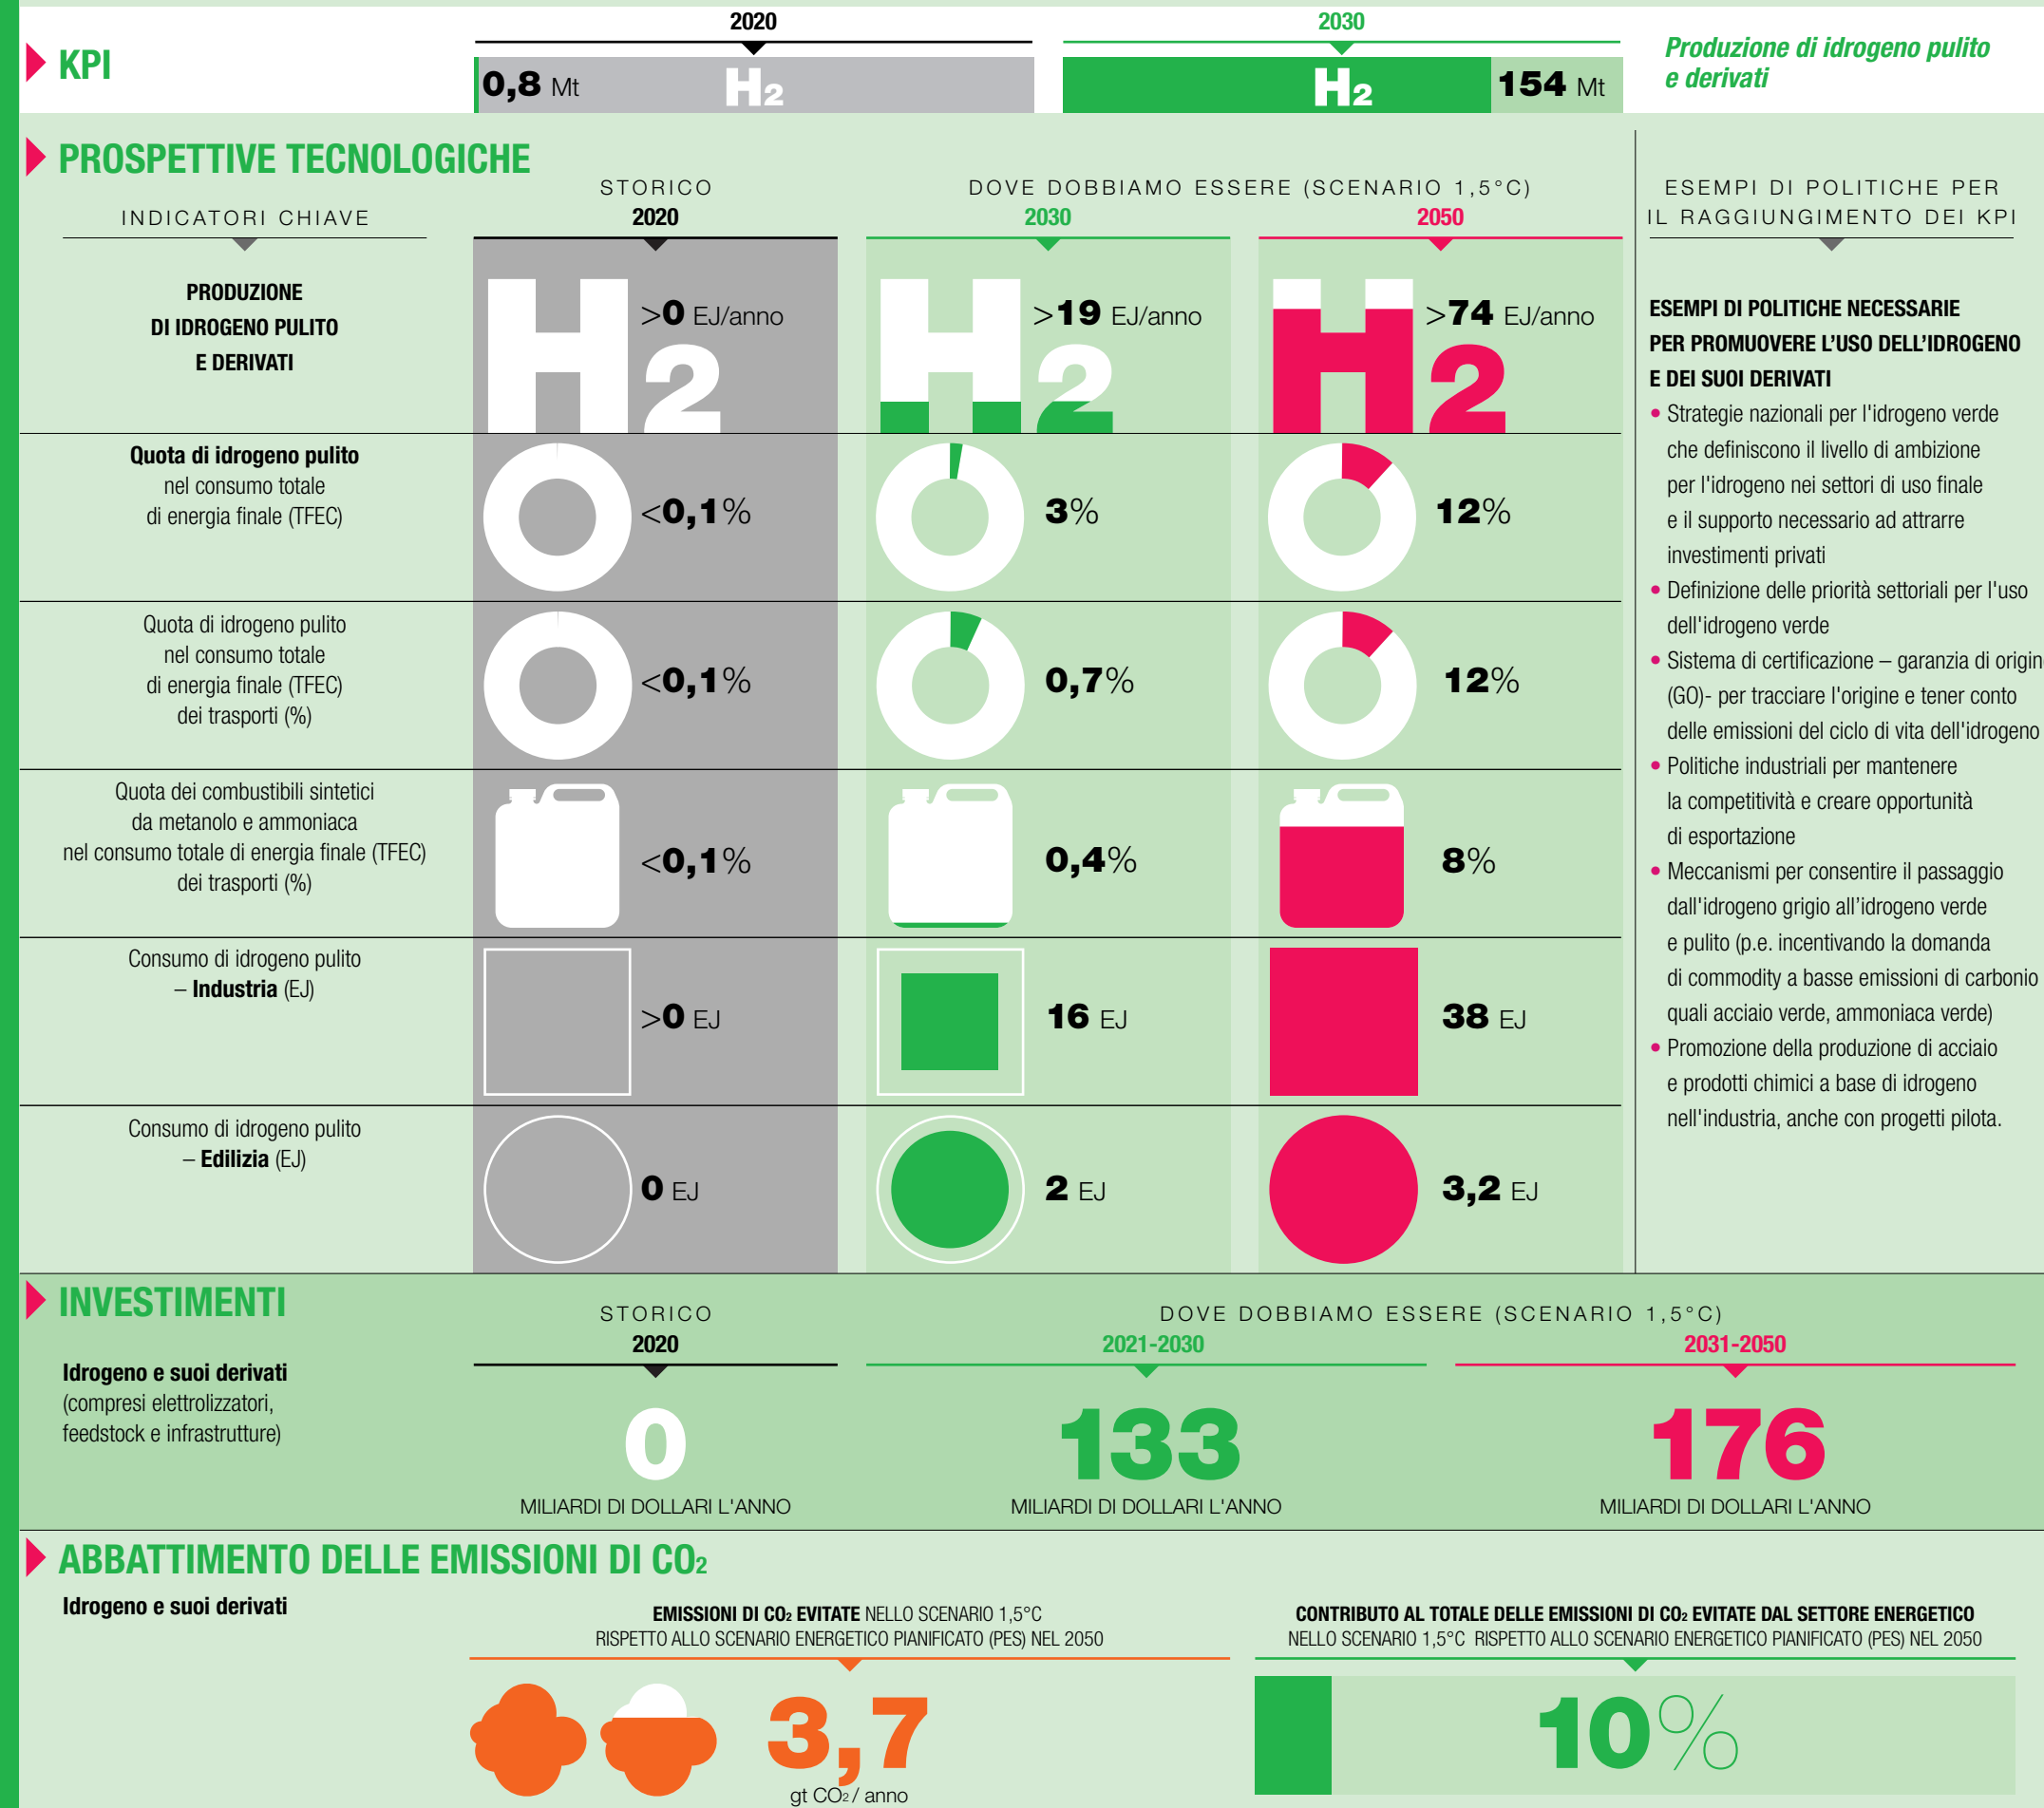 2020
2030
KPI
0,8 Mt
H2
H2
154 Mt
Produzione di idrogeno pulito
e derivati
PROSPETTIVE TECNOLOGICHE
INDICATORI CHIAVE
STORICO
2020
DOVE DOBBIAMO ESSERE (SCENARIO 1,5°C)
2030
2050
ESEMPI DI POLITICHE PER
IL RAGGIUNGIMENTO DEI KPI
PRODUZIONE
DI IDROGENO PULITO
E DERIVATI
H2
>0 EJ/anno
H2
>19 EJ/anno
H2
>74 EJ/anno
Quota di idrogeno pulito
nel consumo totale
di energia finale (TFEC)
<0,1%
3%
12%
Quota di idrogeno pulito
nel consumo totale
di energia finale (TFEC)
dei trasporti (%)
<0,1%
0,7%
12%
Quota dei combustibili sintetici
da metanolo e ammoniaca
nel consumo totale di energia finale (TFEC)
dei trasporti (%)
<0,1%
0,4%
8%
Consumo di idrogeno pulito
– Industria (EJ)
>0 EJ
16 EJ
38 EJ
Consumo di idrogeno pulito
– Edilizia (EJ)
0 EJ
2 EJ
3,2 EJ
ESEMPI DI POLITICHE NECESSARIE
PER PROMUOVERE L'USO DELL'IDROGENO
E DEI SUOI DERIVATI
• Strategie nazionali per l'idrogeno verde
che definiscono il livello di ambizione
per l'idrogeno nei settori di uso finale
e il supporto necessario ad attrarre
investimenti privati
• Definizione delle priorità settoriali per l'uso
dell'idrogeno verde
• Sistema di certificazione – garanzia di origin
(GO)- per tracciare l'origine e tener conto
delle emissioni del ciclo di vita dell'idrogeno
• Politiche industriali per mantenere
la competitività e creare opportunità
di esportazione
• Meccanismi per consentire il passaggio
dall'idrogeno grigio all'idrogeno verde
e pulito (p.e. incentivando la domanda
di commodity a basse emissioni di carbonio
quali acciaio verde, ammoniaca verde)
• Promozione della produzione di acciaio
e prodotti chimici a base di idrogeno
nell'industria, anche con progetti pilota.
INVESTIMENTI
STORICO
2020
DOVE DOBBIAMO ESSERE (SCENARIO 1,5°C)
2021-2030
2031-2050
Idrogeno e suoi derivati
(compresi elettrolizzatori,
feedstock e infrastrutture)
0
MILIARDI DI DOLLARI L'ANNO
133
MILIARDI DI DOLLARI L'ANNO
176
MILIARDI DI DOLLARI L'ANNO
ABBATTIMENTO DELLE EMISSIONI DI CO2
Idrogeno e suoi derivati
EMISSIONI DI CO2 EVITATE NELLO SCENARIO 1,5°C
RISPETTO ALLO SCENARIO ENERGETICO PIANIFICATO (PES) NEL 2050
3,7
gt CO2 / anno
CONTRIBUTO AL TOTALE DELLE EMISSIONI DI CO2 EVITATE DAL SETTORE ENERGETICO
NELLO SCENARIO 1,5°C RISPETTO ALLO SCENARIO ENERGETICO PIANIFICATO (PES) NEL 2050
10%